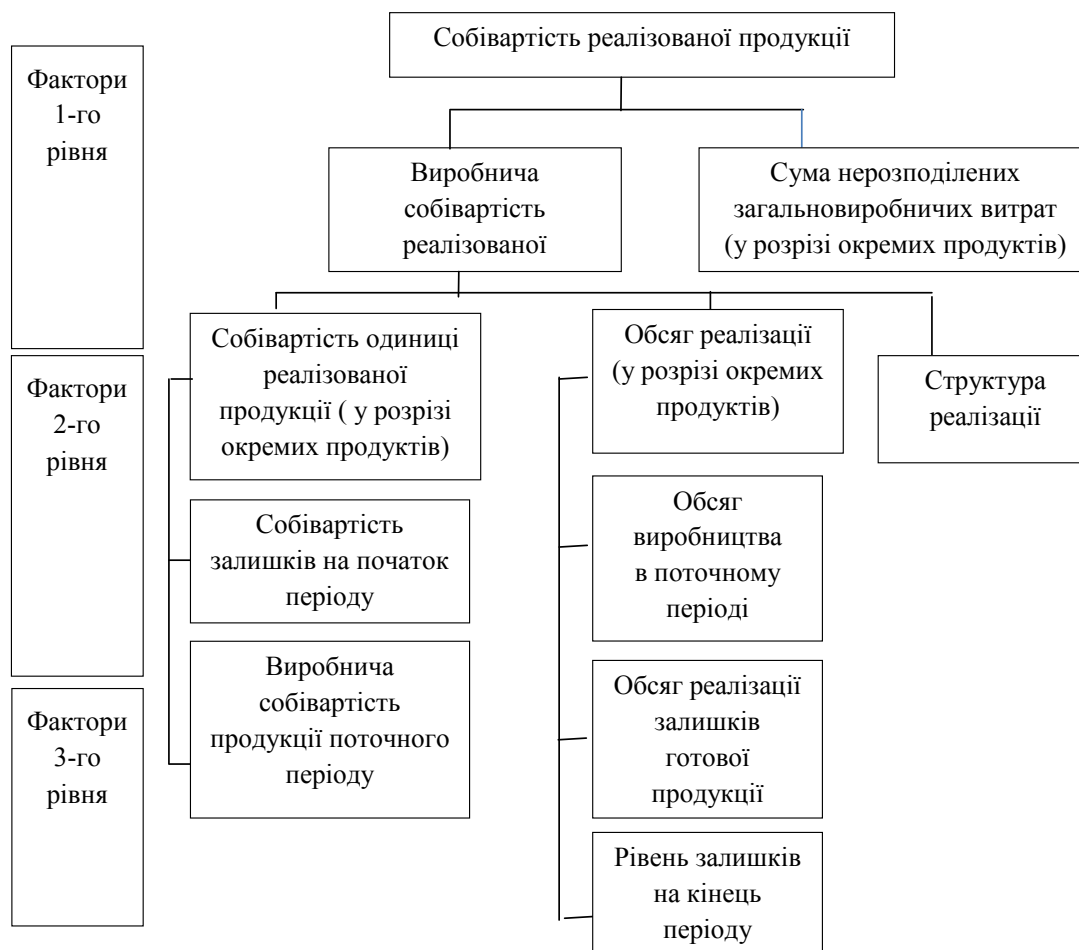 Собівартість реалізованої продукції
Фактори
1-го
рівня
Виробнича
собівартість
реалізованої
Сума нерозподілених
загальновиробничих витрат
(у розрізі окремих продуктів)
Фактори
2-го
рівня
Собівартість одиниці
реалізованої
продукції ( у розрізі
окремих продуктів)
Обсяг реалізації
(у розрізі окремих
продуктів)
Структура
реалізації
Собівартість
залишків на початок
періоду
Обсяг
виробництва
в поточному
періоді
Фактори
3-го
рівня
Виробнича
собівартість
продукції поточного
періоду
Обсяг реалізації
залишків
готової
продукції
Рівень залишків
на кінець
періоду